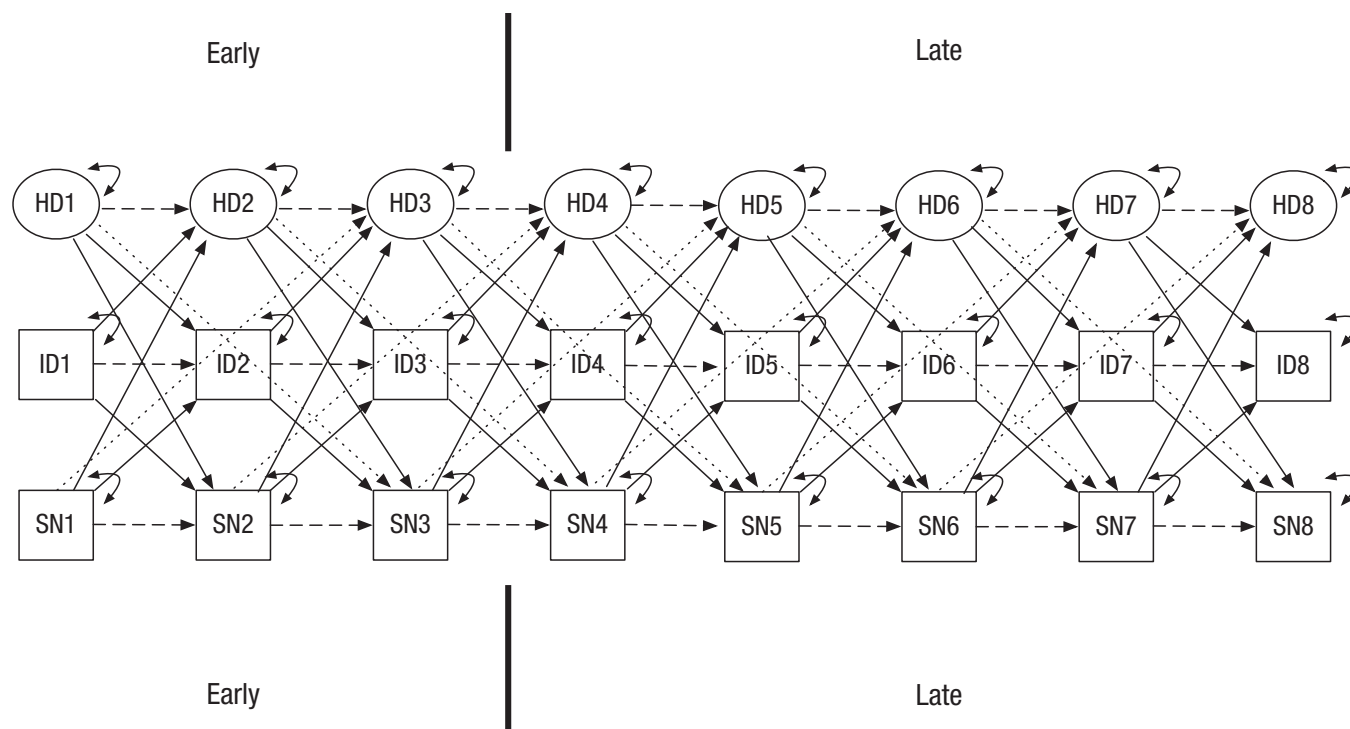 Early
Late
HD1
HD2
HD3
HD4
HD5
HD6
HD7
HD8
ID1
ID2
ID3
ID4
ID5
ID6
ID7
ID8
SN1
SN2
SN3
SN4
SN5
SN6
SN7
SN8
Early
Late